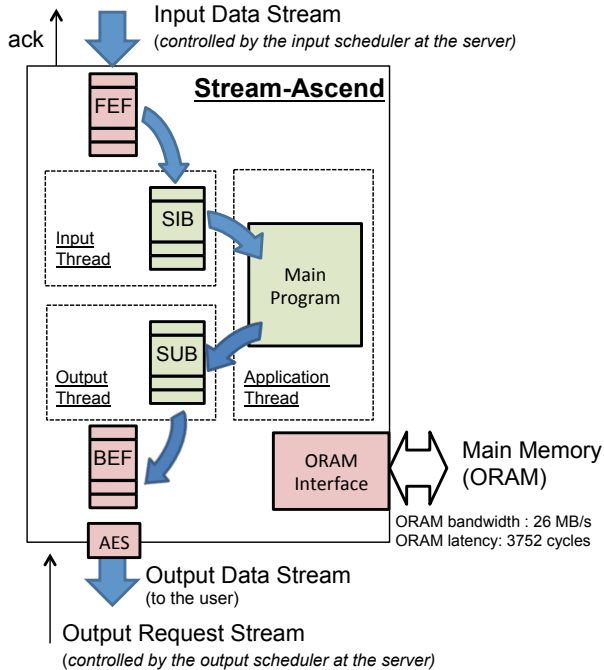 Input Data Stream
ack
(controlled by the input scheduler at the server)
Stream-Ascend
FEF
SIB
Input
Thread
Main
Program
SUB
Output
Thread
Application
Thread
BEF
ORAM
Interface
Main Memory
(ORAM)
ORAM bandwidth : 26 MB/s
ORAM latency: 3752 cycles
AES
Output Data Stream
(to the user)
Output Request Stream
(controlled by the output scheduler at the server)